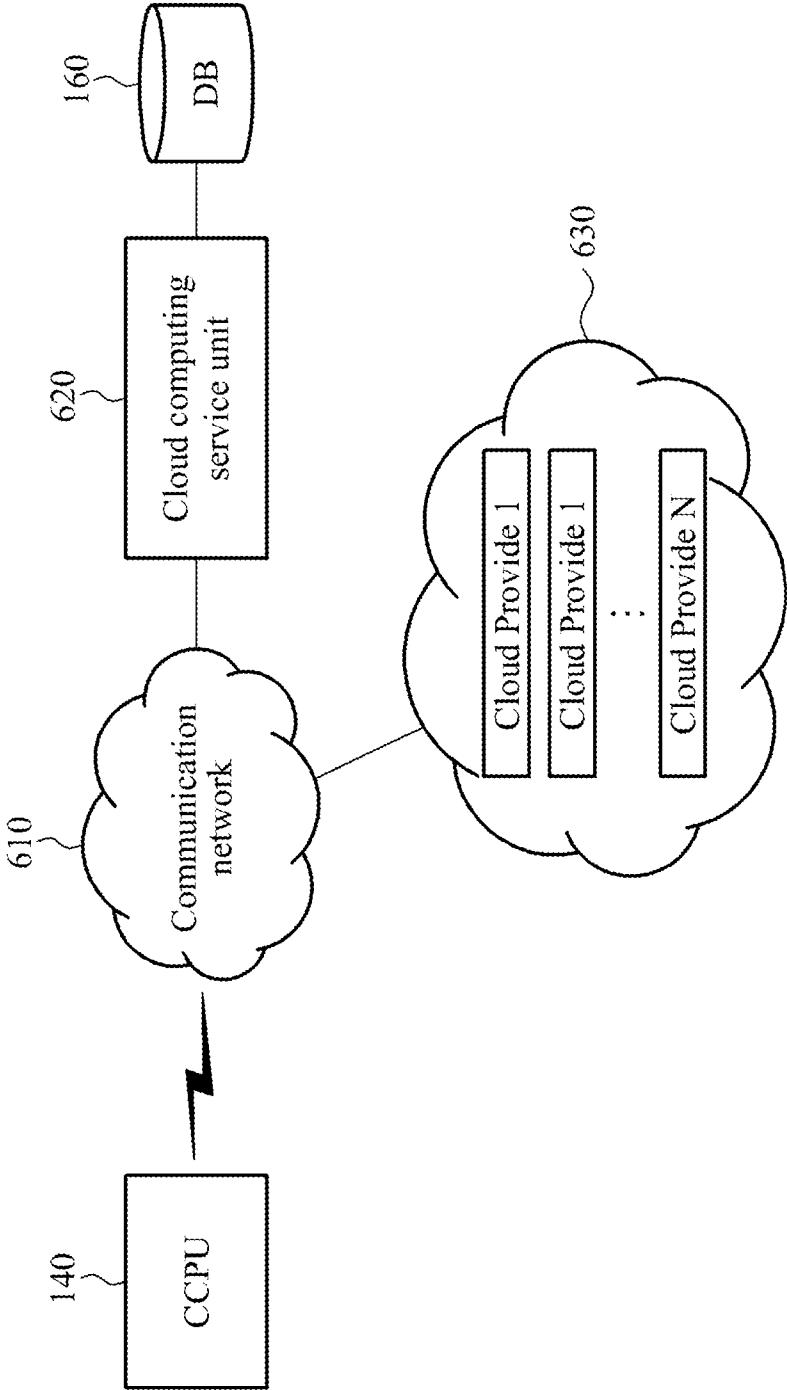 140
CCPU
610
Communication
network
620
Cloud computing
service unit
160
DB
630
Cloud Provide 1
Cloud Provide 1
⋮
Cloud Provide N